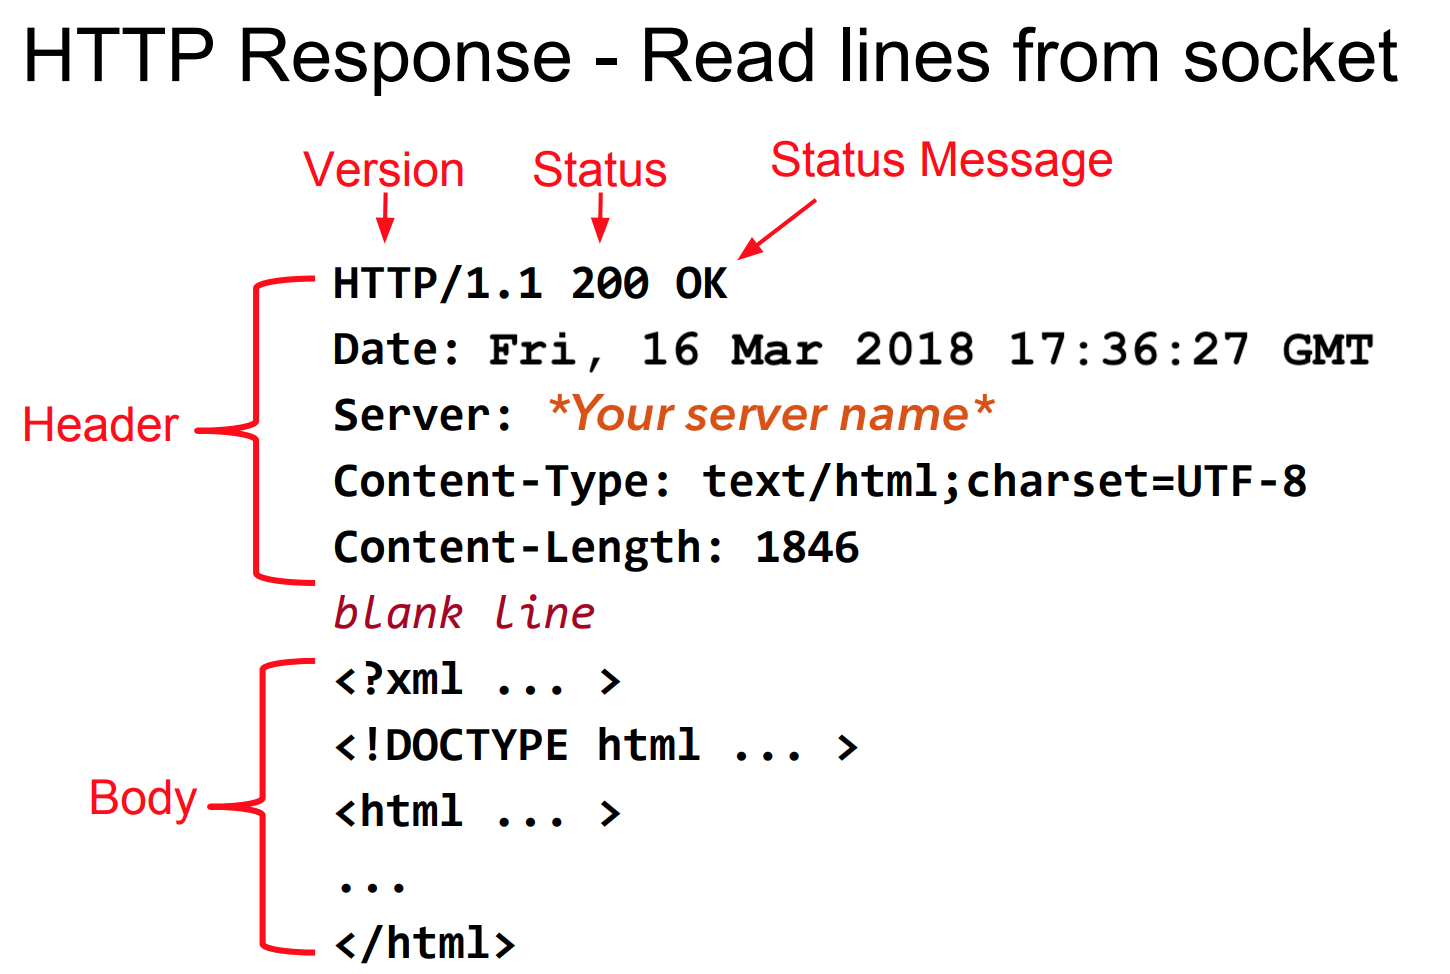 HTTP Response - Read lines from socket
Version Status Status Message
HTTP/1.1 200 OK
Date: Fri, 16 Mar 2018 17:36:27 GMT
Server: *Your server name*
Header
Content-Type: text/html;charset=UTF-8
Content-Length: 1846
blank line
<?xml ... >
<!DOCTYPE html ... >
Body
<html ... >
...
</html>